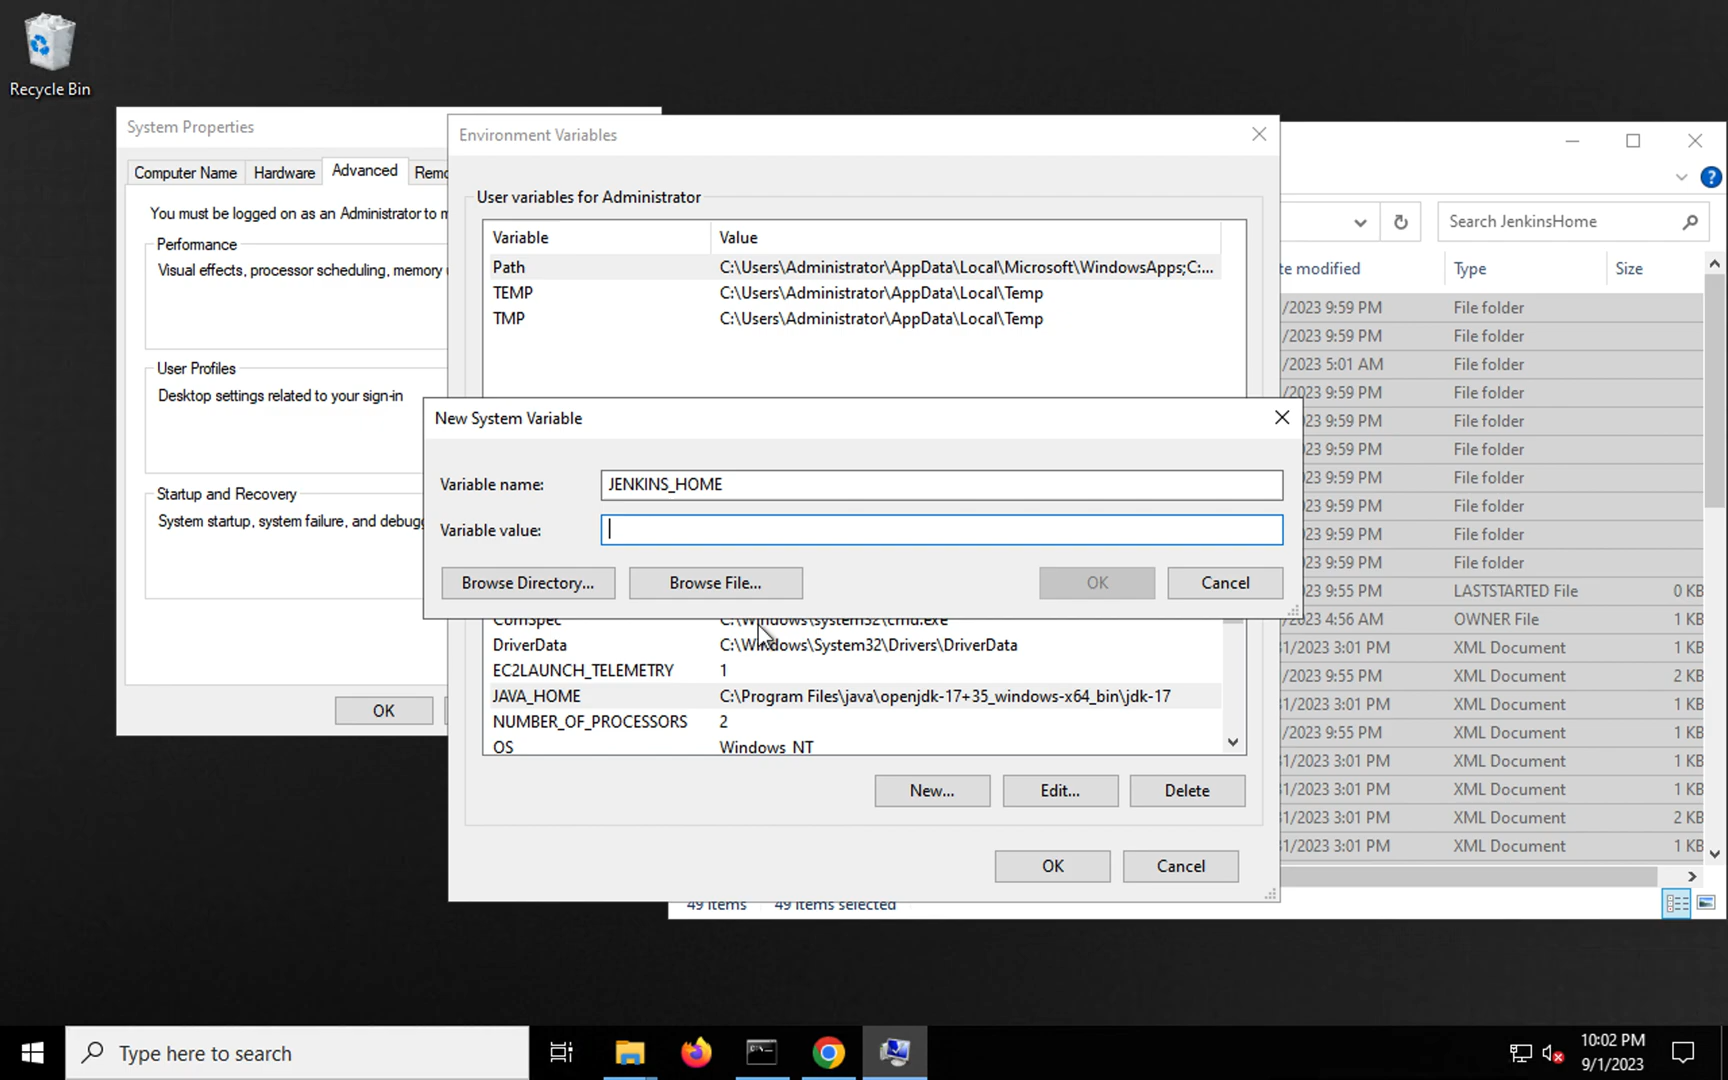 Recycle Bin
System Properties
Computer Name
Hardware
Advanced
Remo
You must be logged on as an Administrator to m
Performance
Visual effects, processor scheduling, memory
User Profiles
Desktop settings related to your sign-in
Startup and Recovery
System startup, system failure, and debugg
OK
Environment Variables
User variables for Administrator
Variable Value
Path C:\Users\Administrator\AppData\Local\Microsoft\WindowsApps;C:...
TEMP C:\Users\Administrator\AppData\Local\Temp
TMP C:\Users\Administrator\AppData\Local\Temp
New System Variable
Variable name: JENKINS_HOME
Variable value:
Browse Directory... Browse File... OK Cancel
ComSpec C:\Windows\system32\cmd.exe
DriverData C:\Windows\System32\Drivers\DriverData
EC2LAUNCH_TELEMETRY 1
JAVA_HOME C:\Program Files\java\openjdk-17+35_windows-x64_bin\jdk-17
NUMBER_OF_PROCESSORS 2
OS Windows_NT
New... Edit... Delete
OK Cancel
Search JenkinsHome
te modified Type Size
/2023 9:59 PM File folder
/2023 9:59 PM File folder
/2023 5:01 AM File folder
/2023 9:59 PM File folder
/2023 9:59 PM File folder
23 9:59 PM File folder
23 9:59 PM File folder
23 9:59 PM File folder
23 9:59 PM File folder
23 9:59 PM File folder
23 9:55 PM LASTSTARTED File 0 KB
/2023 4:56 AM OWNER File 1 KB
1/2023 3:01 PM XML Document 1 KB
/2023 9:55 PM XML Document 2 KB
1/2023 3:01 PM XML Document 1 KB
/2023 9:55 PM XML Document 2 KB
1/2023 3:01 PM XML Document 1 KB
1/2023 3:01 PM XML Document 1 KB
1/2023 3:01 PM XML Document 2 KB
1/2023 3:01 PM XML Document 1 KB
49 items 49 items selected
Type here to search
10:02 PM
9/1/2023